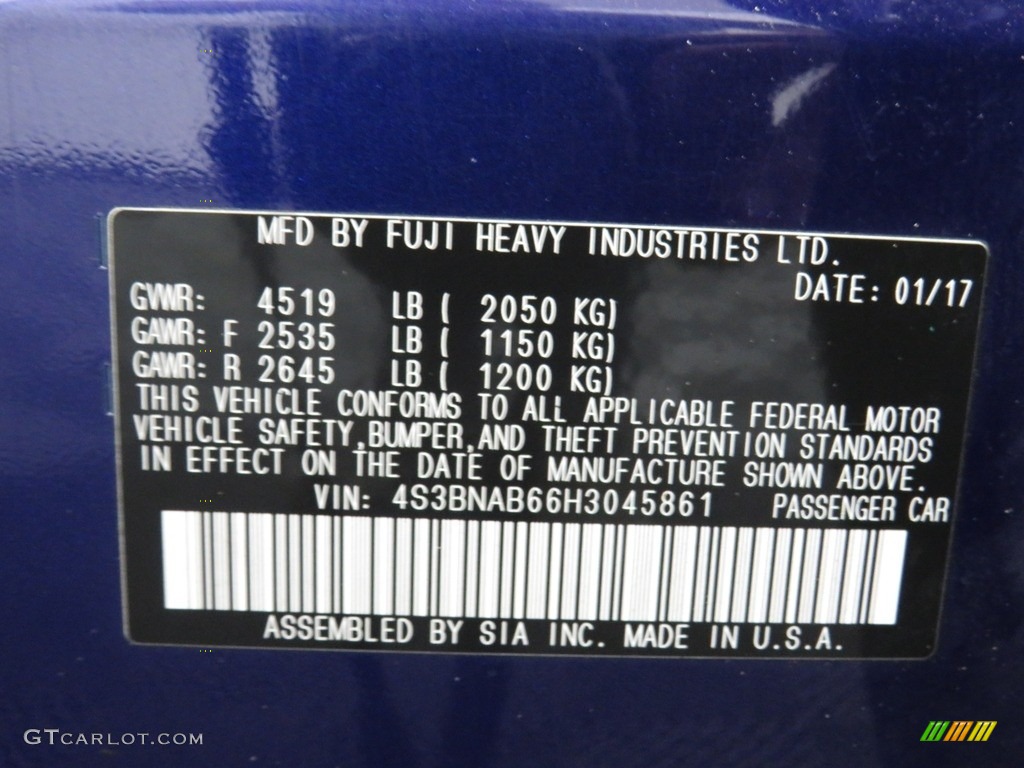 MFD BY FUJI HEAVY INDUSTRIES LTD.
DATE: 01/17
GVWR: 4519 LB ( 2050 KG)
GAWR: F 2535 LB ( 1150 KG)
GAWR: R 2645 LB ( 1200 KG)
THIS VEHICLE CONFORMS TO ALL APPLICABLE FEDERAL MOTOR
VEHICLE SAFETY,BUMPER,AND THEFT PREVENTION STANDARDS
IN EFFECT ON THE DATE OF MANUFACTURE SHOWN ABOVE.
VIN: 4S3BNAB66H3045861 PASSENGER CAR
ASSEMBLED BY SIA INC. MADE IN U.S.A.
GTCARLOT.COM